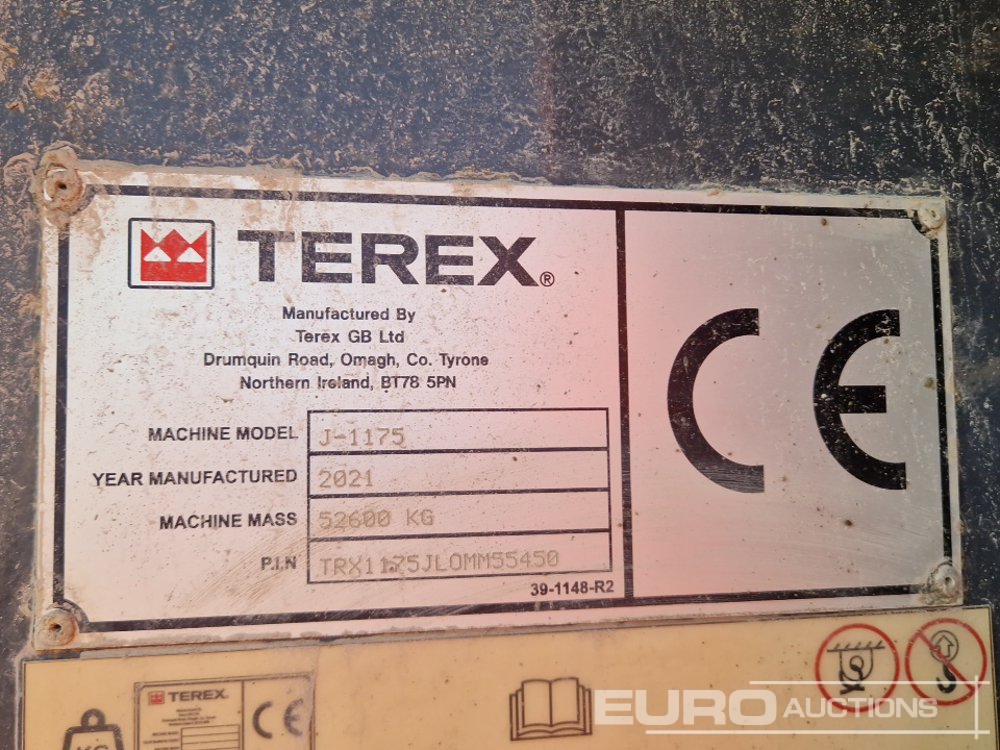 TEREX®
Manufactured By
Terex GB Ltd
Drumquin Road, Omagh, Co. Tyrone
Northern Ireland, BT78 5PN
MACHINE MODEL J-1175
YEAR MANUFACTURED 2021
MACHINE MASS 52600 KG
P.I.N TRX1175JLOMM55450
39-1148-R2
CE
TEREX
CE
KG
EURO AUCTIONS